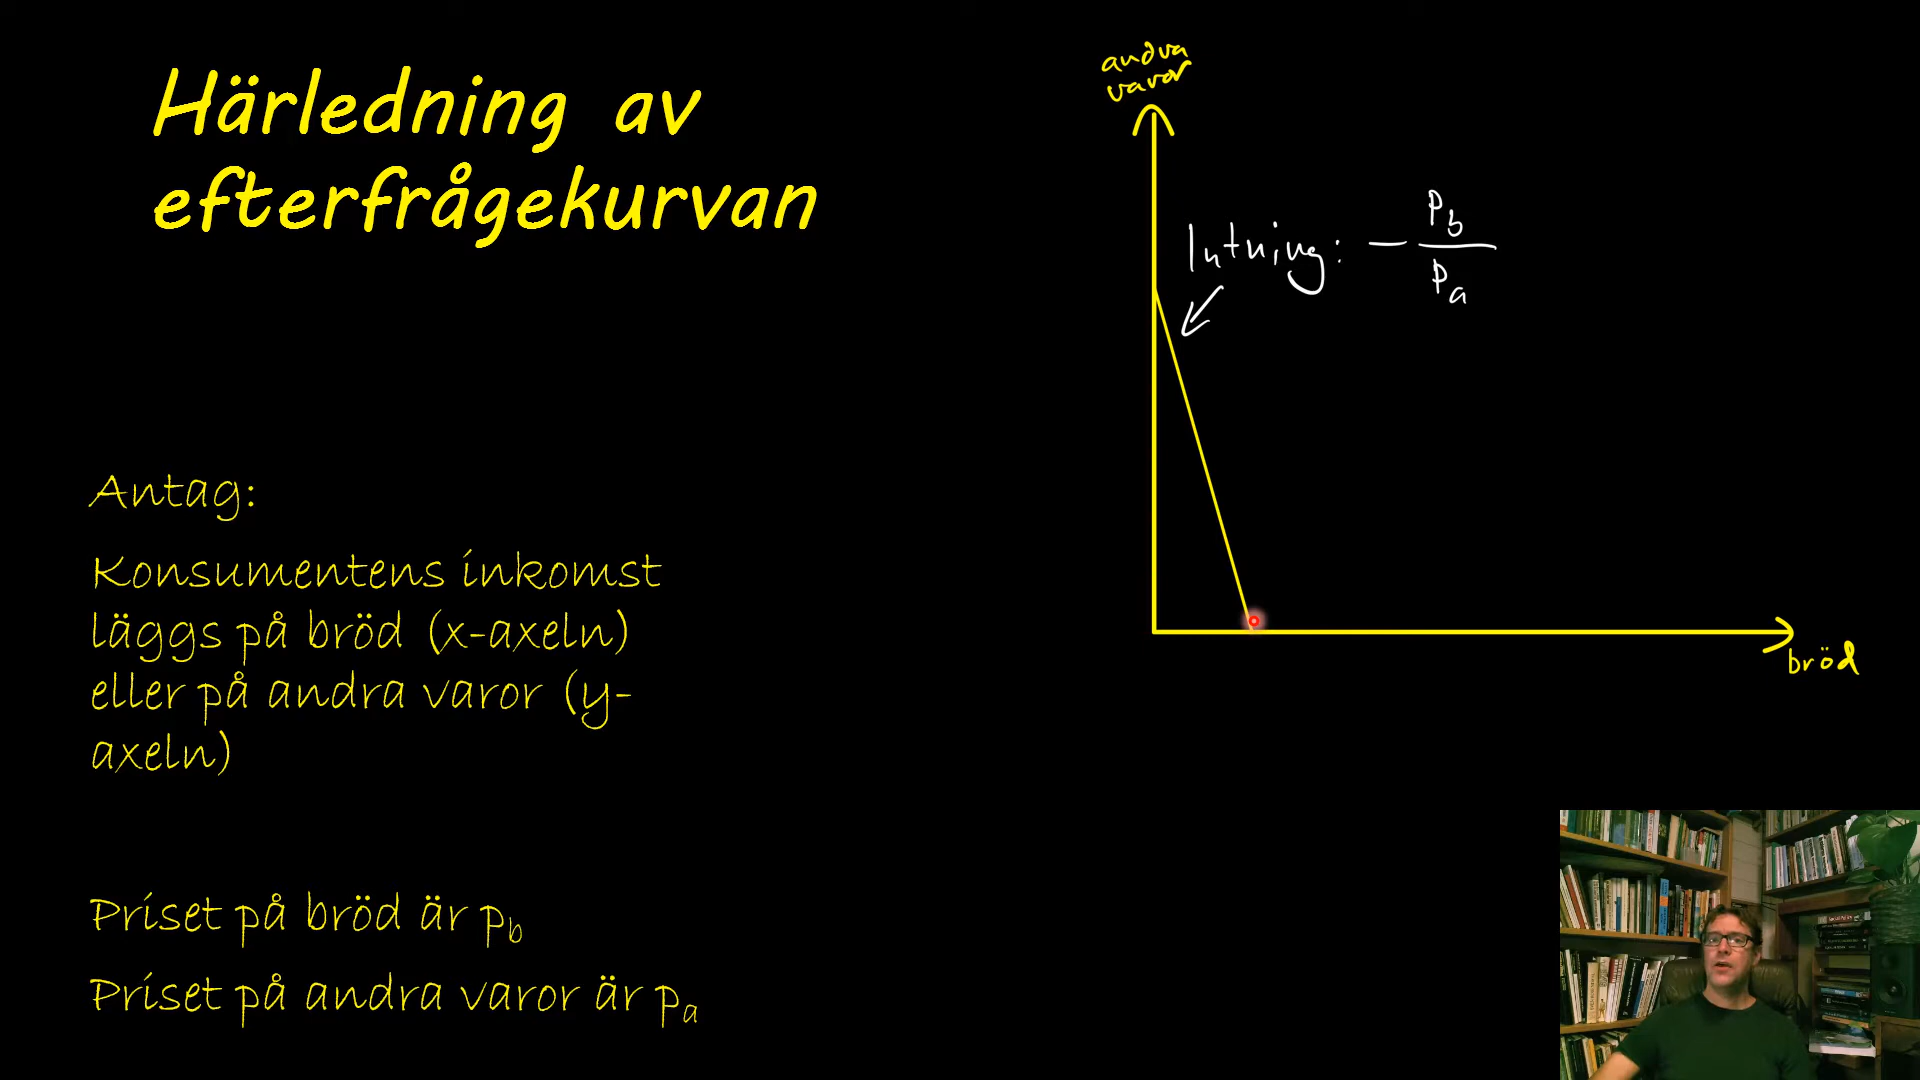 Härledning av
efterfrågekurvan
Antag:
Konsumentens inkomst
läggs på bröd (x-axeln)
eller på andra varor (y-
axeln)
Priset på bröd är p_b
Priset på andra varor är p_a
andra
varor
lutning: - P_b / P_a
bröd